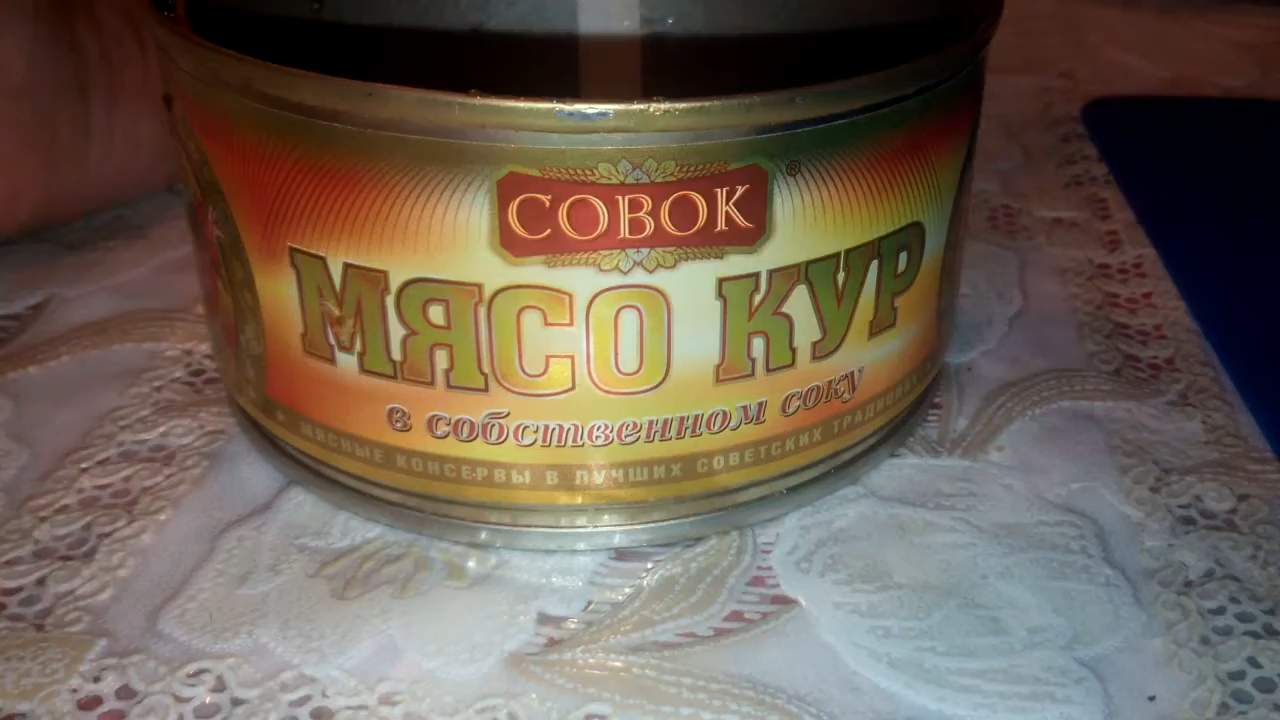 СОВОК ®
МЯСО КУР
в собственном соку
МЯСНЫЕ КОНСЕРВЫ В ЛУЧШИХ СОВЕТСКИХ